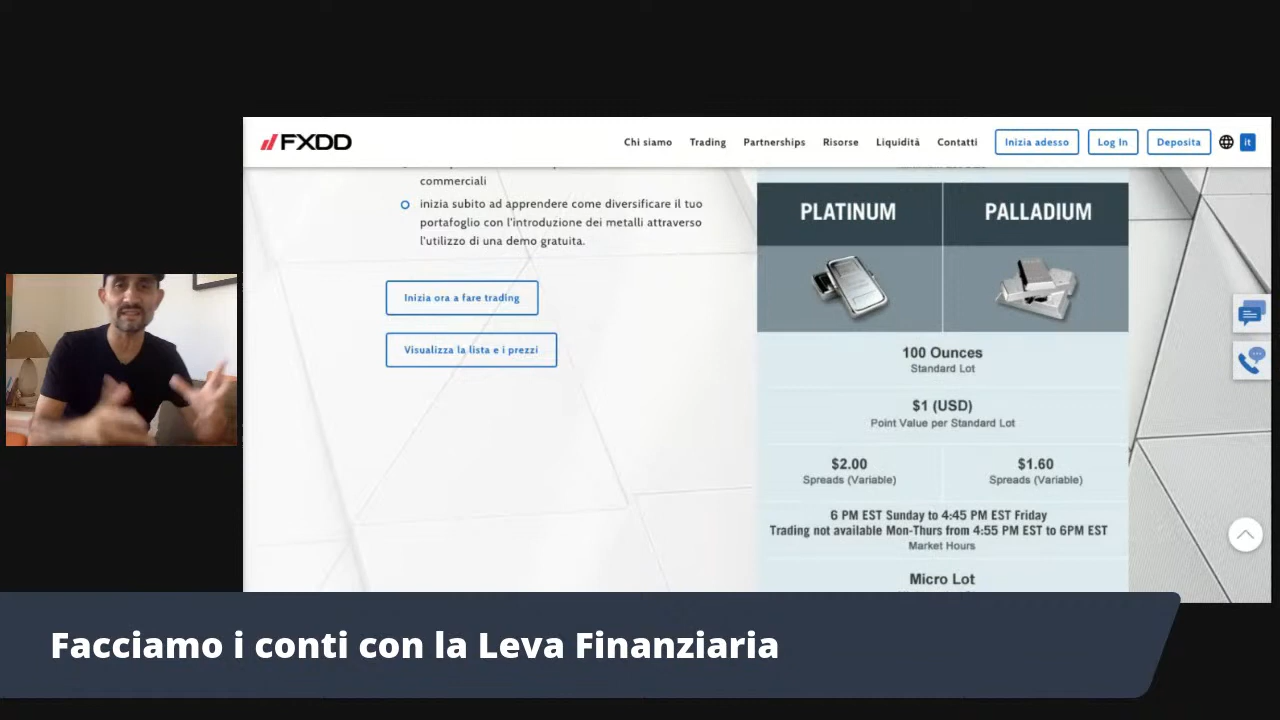 FXDD
Chi siamo Trading Partnerships Risorse Liquidità Contatti Inizia adesso Log In Deposita it
commerciali
inizia subito ad apprendere come diversificare il tuo
portafoglio con l'introduzione dei metalli attraverso
l'utilizzo di una demo gratuita.
Inizia ora a fare trading
Visualizza la lista e i prezzi
PLATINUM PALLADIUM
100 Ounces
Standard Lot
$1 (USD)
Point Value per Standard Lot
$2.00 $1.60
Spreads (Variable) Spreads (Variable)
6 PM EST Sunday to 4:45 PM EST Friday
Trading not available Mon-Thurs from 4:55 PM EST to 6PM EST
Market Hours
Micro Lot
Facciamo i conti con la Leva Finanziaria